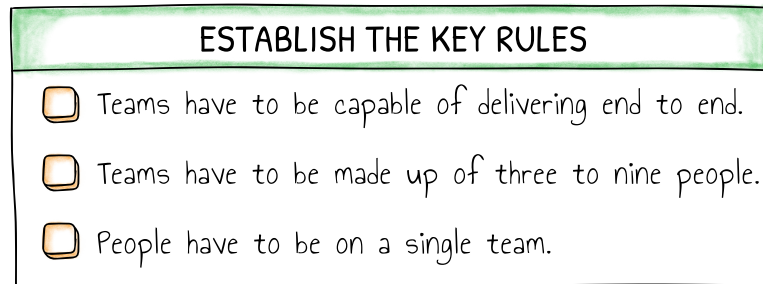 ESTABLISH THE KEY RULES
Teams have to be capable of delivering end to end.
Teams have to be made up of three to nine people.
People have to be on a single team.